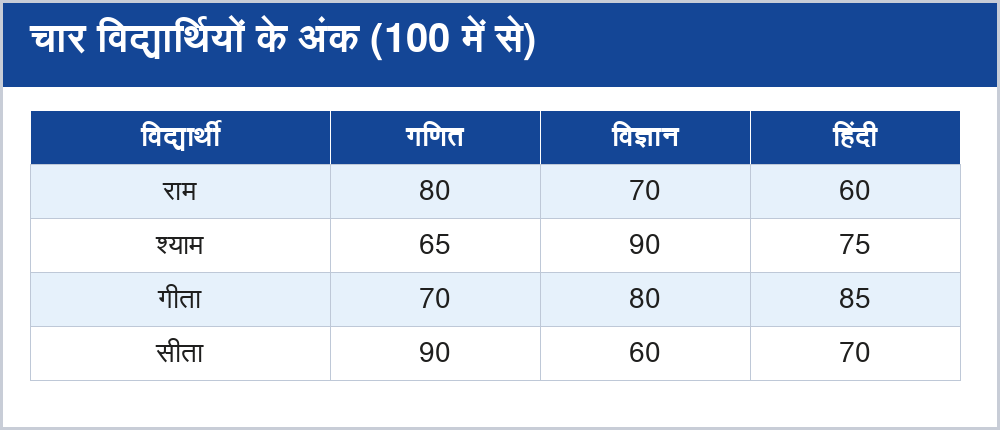 चार विद्यार्थियों के अंक (100 में से)
विद्यार्थी गणित विज्ञान हिंदी
राम 80 70 60
श्याम 65 90 75
गीता 70 80 85
सीता 90 60 70